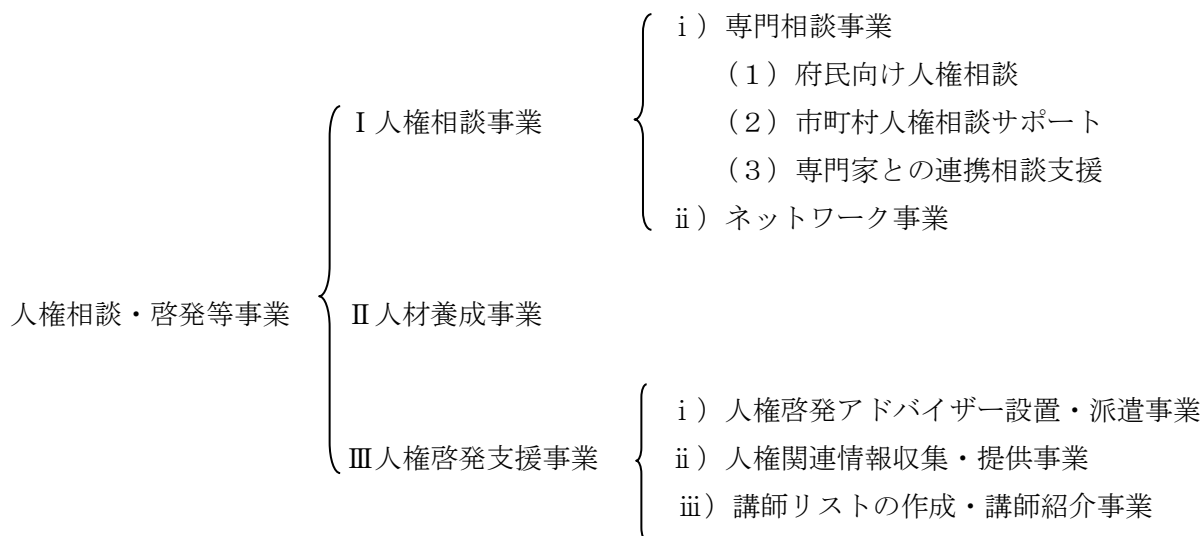 人権相談・啓発等事業
Ⅰ人権相談事業
ⅰ）専門相談事業
（１）府民向け人権相談
（２）市町村人権相談サポート
（３）専門家との連携相談支援
ⅱ）ネットワーク事業
Ⅱ人材養成事業
Ⅲ人権啓発支援事業
ⅰ）人権啓発アドバイザー設置・派遣事業
ⅱ）人権関連情報収集・提供事業
ⅲ）講師リストの作成・講師紹介事業